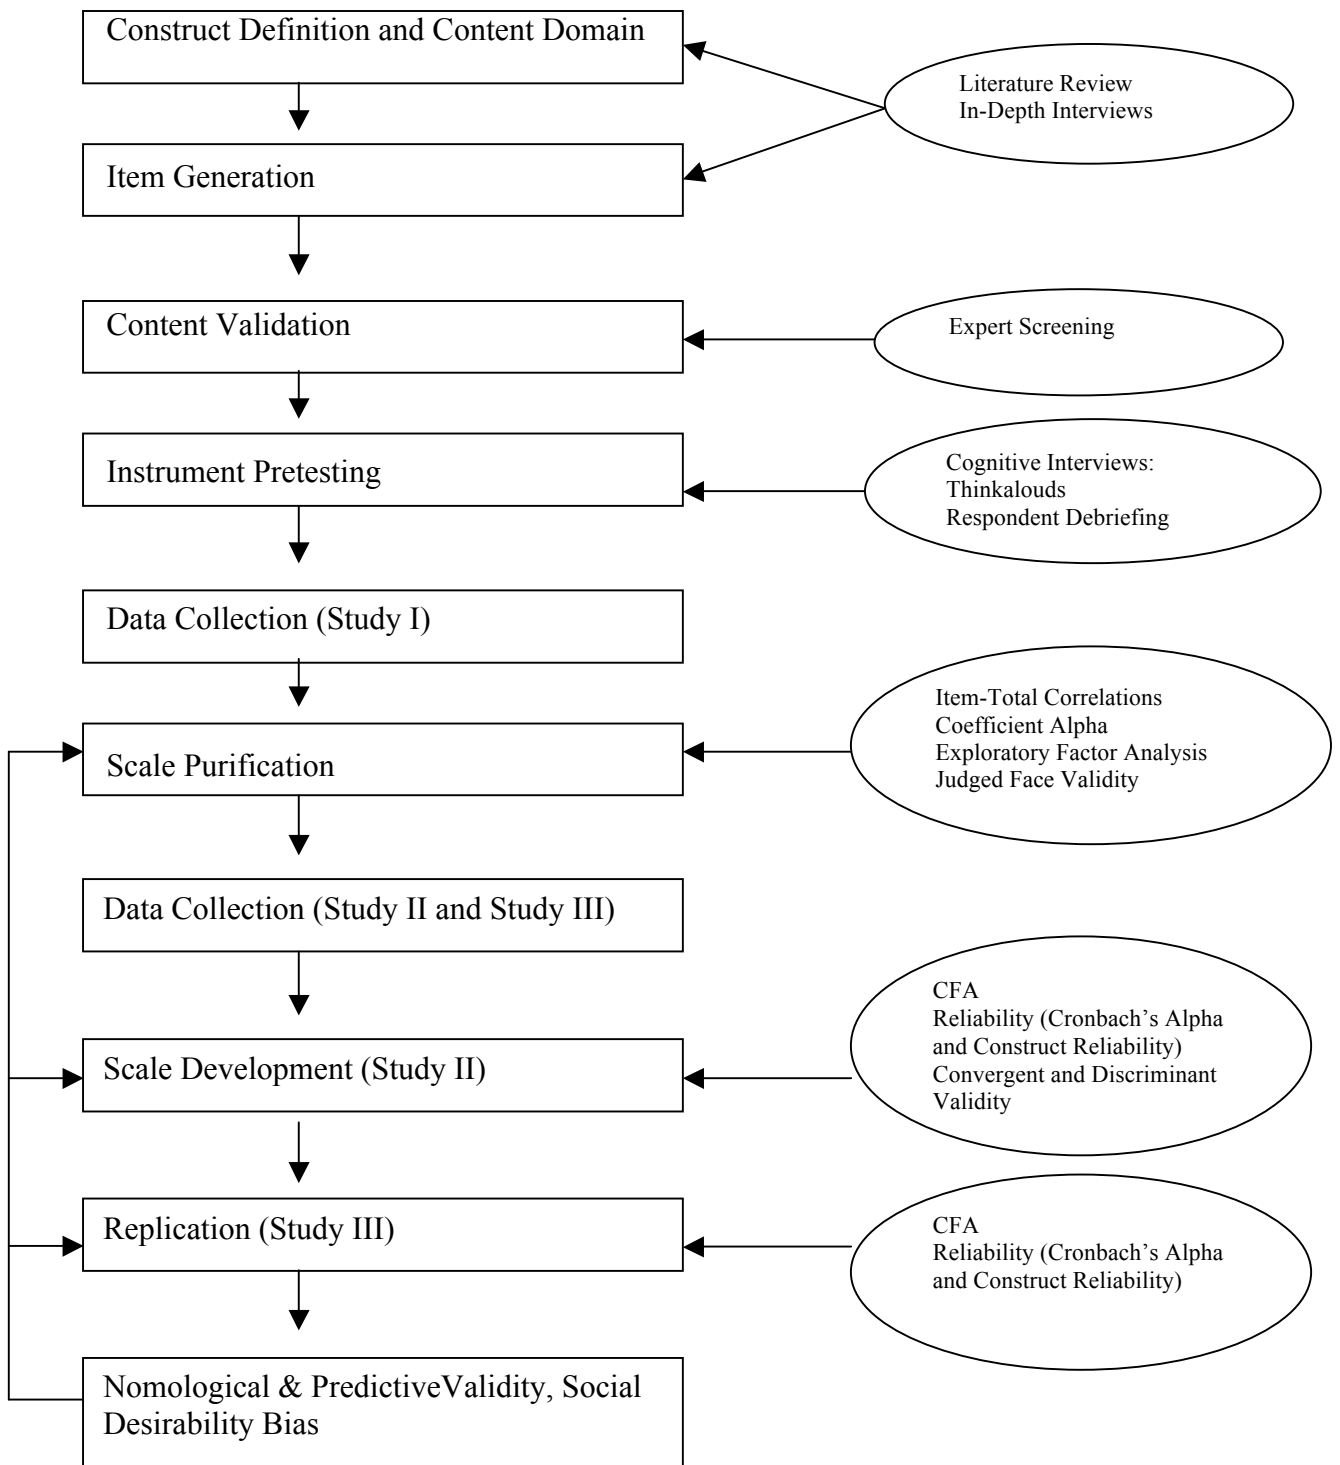 Construct Definition and Content Domain
Literature Review
In-Depth Interviews
Item Generation
Content Validation
Expert Screening
Instrument Pretesting
Cognitive Interviews:
Thinkalouds
Respondent Debriefing
Data Collection (Study I)
Scale Purification
Item-Total Correlations
Coefficient Alpha
Exploratory Factor Analysis
Judged Face Validity
Data Collection (Study II and Study III)
Scale Development (Study II)
CFA
Reliability (Cronbach’s Alpha
and Construct Reliability)
Convergent and Discriminant
Validity
Replication (Study III)
CFA
Reliability (Cronbach’s Alpha
and Construct Reliability)
Nomological & PredictiveValidity, Social
Desirability Bias